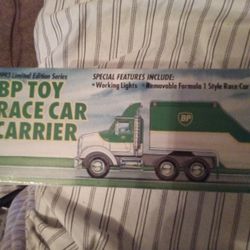 1993 Limited Edition Series
BP TOY
RACE CAR
CARRIER
SPECIAL FEATURES INCLUDE:
• Working Lights • Removable Formula 1 Style Race Car
BP